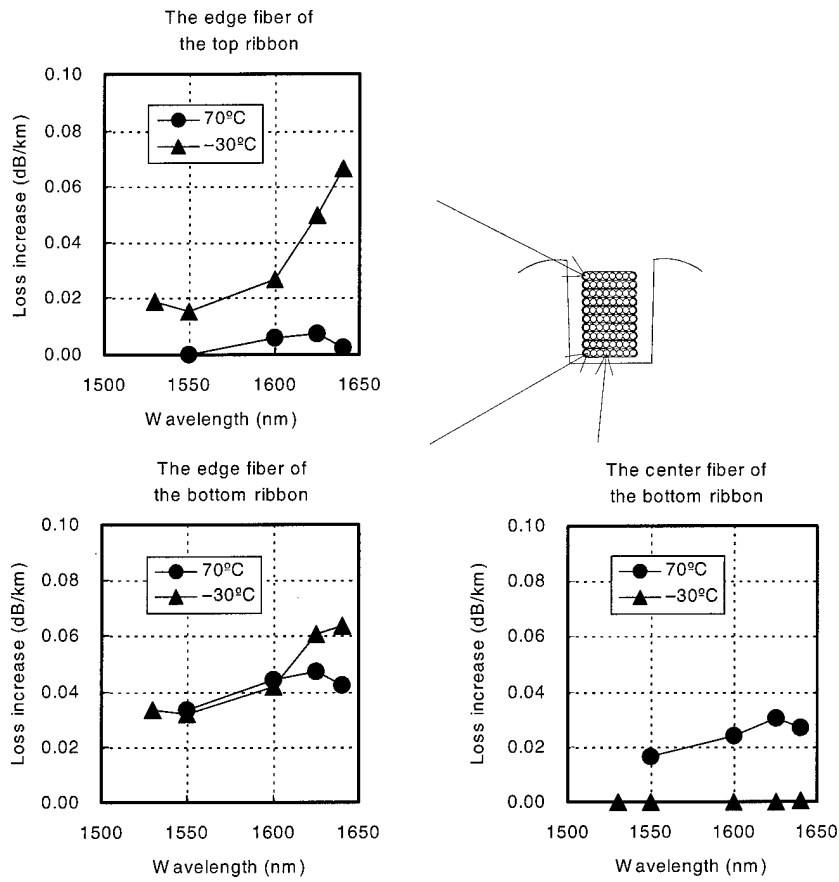 The edge fiber of
the top ribbon
Loss increase (dB/km)
0.10
0.08
0.06
0.04
0.02
0.00
70ºC
–30ºC
1500 1550 1600 1650
Wavelength (nm)
The edge fiber of
the bottom ribbon
Loss increase (dB/km)
0.10
0.08
0.06
0.04
0.02
0.00
70ºC
–30ºC
1500 1550 1600 1650
Wavelength (nm)
The center fiber of
the bottom ribbon
Loss increase (dB/km)
0.10
0.08
0.06
0.04
0.02
0.00
70ºC
–30ºC
1500 1550 1600 1650
Wavelength (nm)